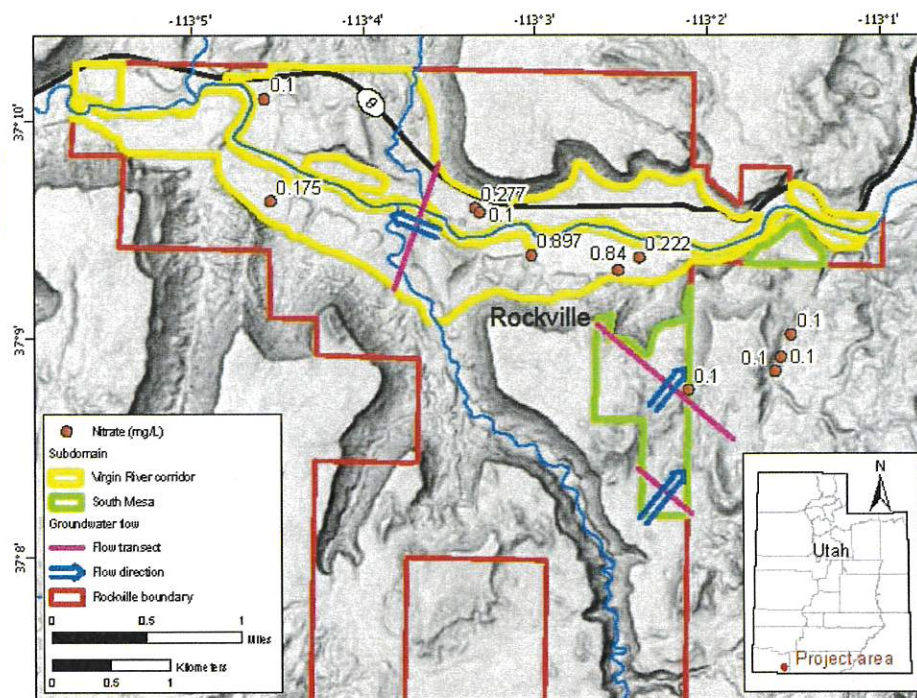 -113°5'
-113°4'
-113°3'
-113°2'
-113°1'
37°10'
37°9'
37°8'
0.1
9
0.175
0.277
0.1
0.897
0.84
0.222
Rockville
0.1
0.1
0.1
0.1
Nitrate (mg/L)
Subdomain
Virgin River corridor
South Mesa
Groundwater flow
Flow transect
Flow direction
Rockville boundary
0 0.5 1
Miles
0 0.5 1
Kilometers
N
Utah
Project area